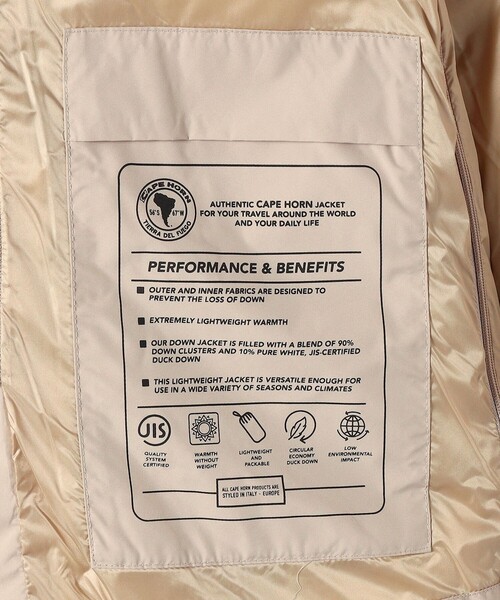 CAPE HORN
56°S 67°W
TIERRA DEL FUEGO
AUTHENTIC CAPE HORN JACKET
FOR YOUR TRAVEL AROUND THE WORLD
AND YOUR DAILY LIFE
PERFORMANCE & BENEFITS
OUTER AND INNER FABRICS ARE DESIGNED TO
PREVENT THE LOSS OF DOWN
EXTREMELY LIGHTWEIGHT WARMTH
OUR DOWN JACKET IS FILLED WITH A BLEND OF 90%
DOWN CLUSTERS AND 10% PURE WHITE, JIS-CERTIFIED
DUCK DOWN
THIS LIGHTWEIGHT JACKET IS VERSATILE ENOUGH FOR
USE IN A WIDE VARIETY OF SEASONS AND CLIMATES
JIS
QUALITY
SYSTEM
CERTIFIED
WARMTH
WITHOUT
WEIGHT
LIGHTWEIGHT
AND
PACKABLE
CIRCULAR
ECONOMY
DUCK DOWN
LOW
ENVIRONMENTAL
IMPACT
ALL CAPE HORN PRODUCTS ARE
STYLED IN ITALY - EUROPE